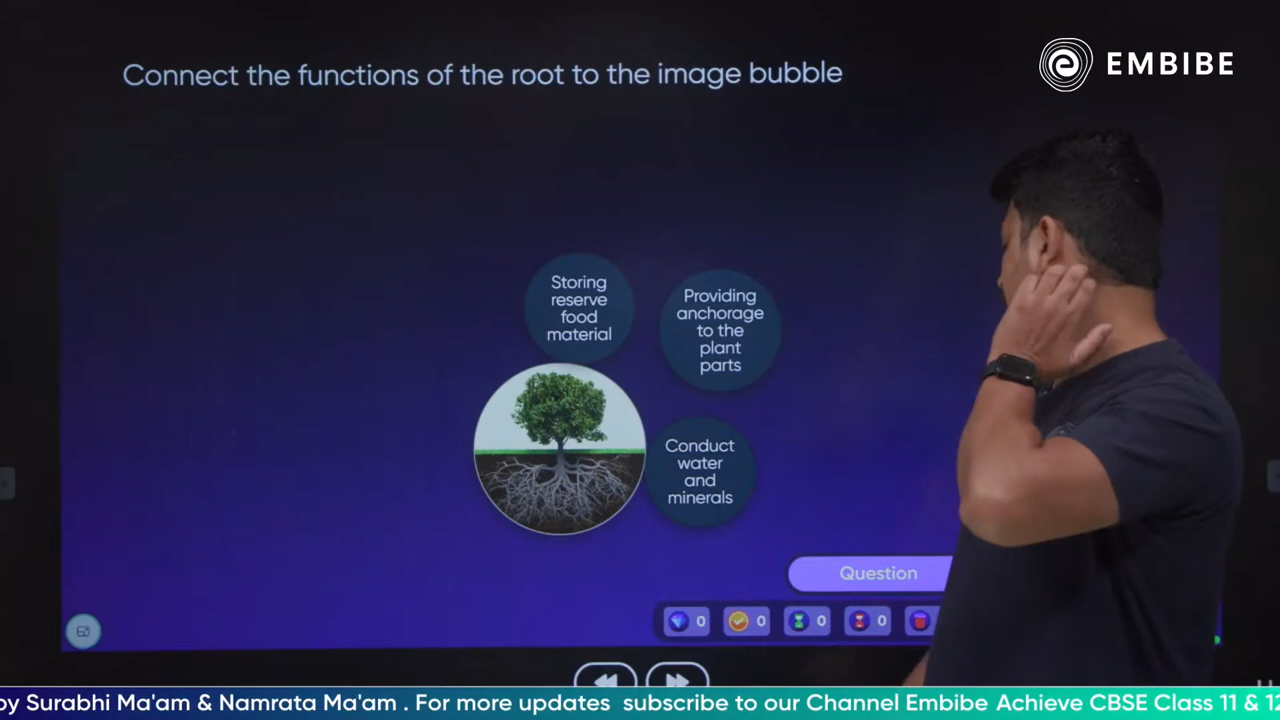 Connect the functions of the root to the image bubble
EMBIBE
Storing
reserve
food
material
Providing
anchorage
to the
plant
parts
Conduct
water
and
minerals
Question
0
0
0
0
by Surabhi Ma'am & Namrata Ma'am . For more updates subscribe to our Channel Embibe Achieve CBSE Class 11 & 12